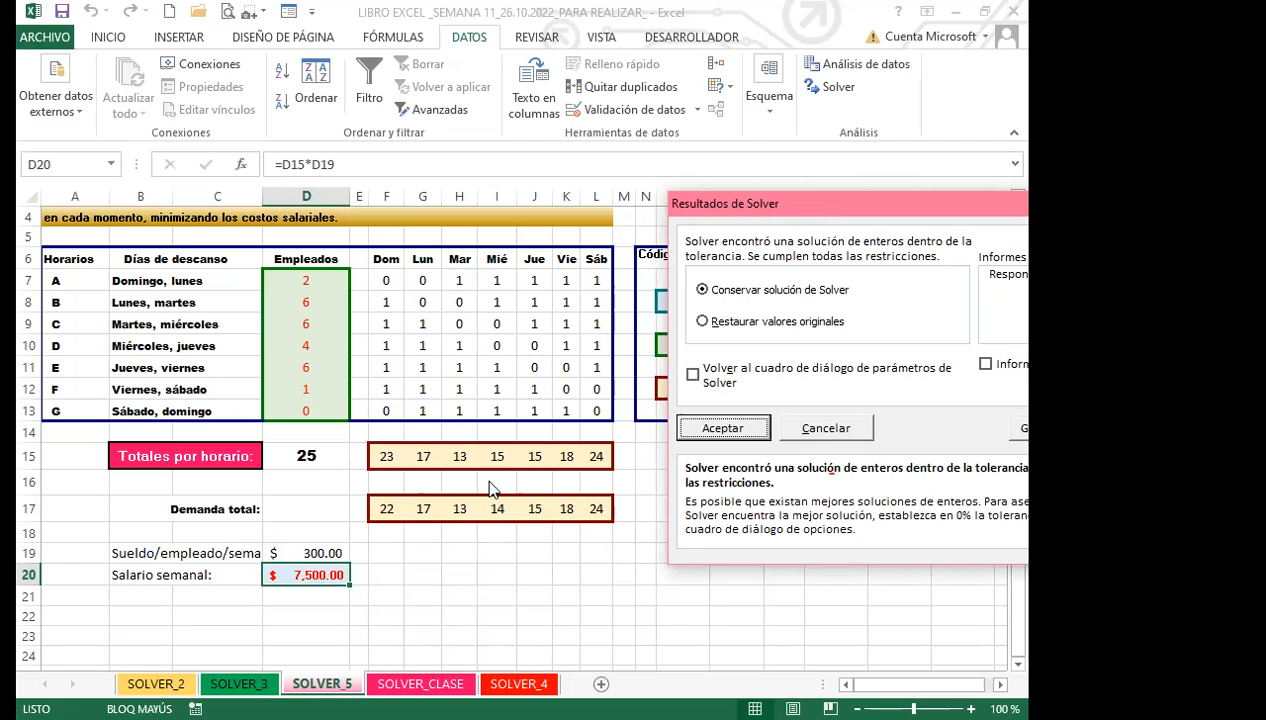 LIBRO EXCEL _SEMANA 11_26.10.2022_PARA REALIZAR_ - Excel
ARCHIVO INICIO INSERTAR DISEÑO DE PÁGINA FÓRMULAS DATOS REVISAR VISTA DESARROLLADOR Cuenta Microsoft
Obtener datos externos
Actualizar todo
Conexiones
Propiedades
Editar vínculos
Conexiones
Ordenar
Filtro
Borrar
Volver a aplicar
Avanzadas
Ordenar y filtrar
Texto en columnas
Relleno rápido
Quitar duplicados
Validación de datos
Herramientas de datos
Esquema
Análisis de datos
Solver
Análisis
D20 fx =D15*D19
A B C D E F G H I J K L M N
4 en cada momento, minimizando los costos salariales.
5
6 Horarios Días de descanso Empleados Dom Lun Mar Mié Jue Vie Sáb Códig
7 A Domingo, lunes 2 0 0 1 1 1 1 1
8 B Lunes, martes 6 1 0 0 1 1 1 1
9 C Martes, miércoles 6 1 1 0 0 1 1 1
10 D Miércoles, jueves 4 1 1 1 0 0 1 1
11 E Jueves, viernes 6 1 1 1 1 0 0 1
12 F Viernes, sábado 1 1 1 1 1 1 0 0
13 G Sábado, domingo 0 0 1 1 1 1 1 0
14
15 Totales por horario: 25 23 17 13 15 15 18 24
16
17 Demanda total: 22 17 13 14 15 18 24
18
19 Sueldo/empleado/sema $ 300.00
20 Salario semanal: $ 7,500.00
21
22
23
24
Resultados de Solver
Solver encontró una solución de enteros dentro de la
tolerancia. Se cumplen todas las restricciones.
Informes
Respon
Conservar solución de Solver
Restaurar valores originales
Volver al cuadro de diálogo de parámetros de
Solver
Inform
Aceptar Cancelar G
Solver encontró una solución de enteros dentro de la tolerancia
las restricciones.
Es posible que existan mejores soluciones de enteros. Para ase
Solver encuentra la mejor solución, establezca en 0% la toleran
cuadro de diálogo de opciones.
SOLVER_2 SOLVER_3 SOLVER_5 SOLVER_CLASE SOLVER_4
LISTO BLOQ MAYÚS 100 %